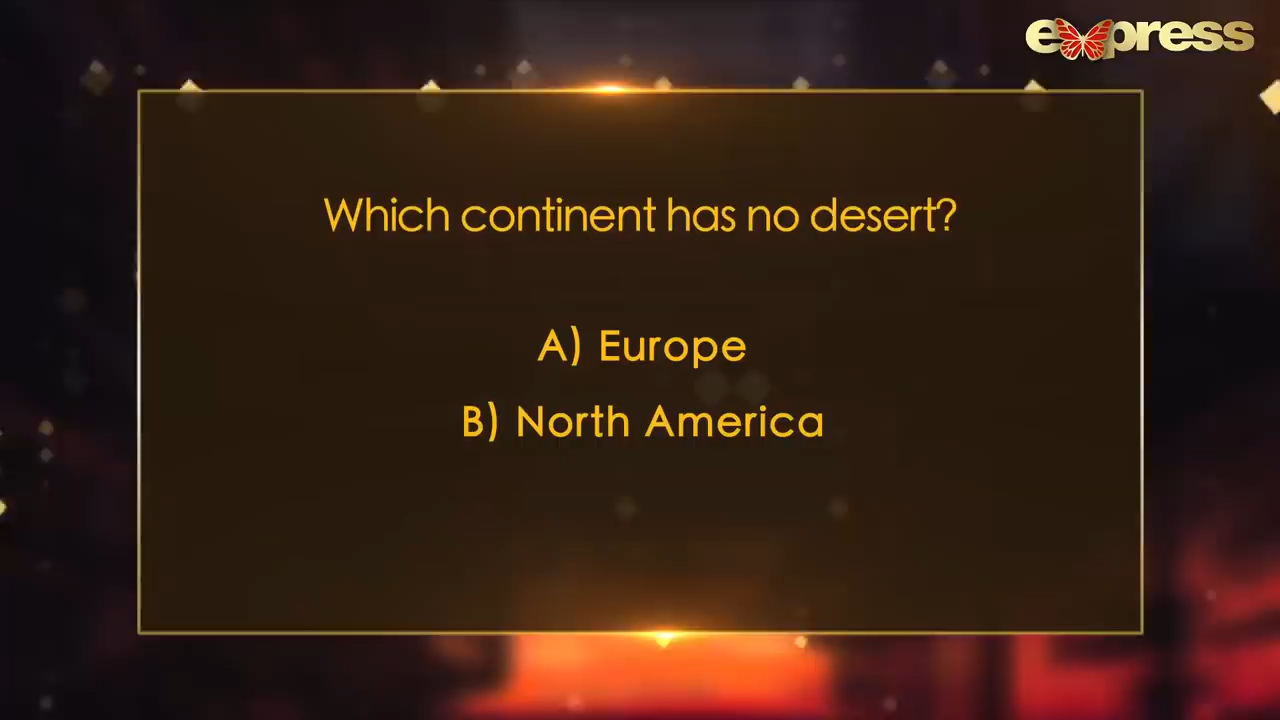 express
Which continent has no desert?
A) Europe
B) North America